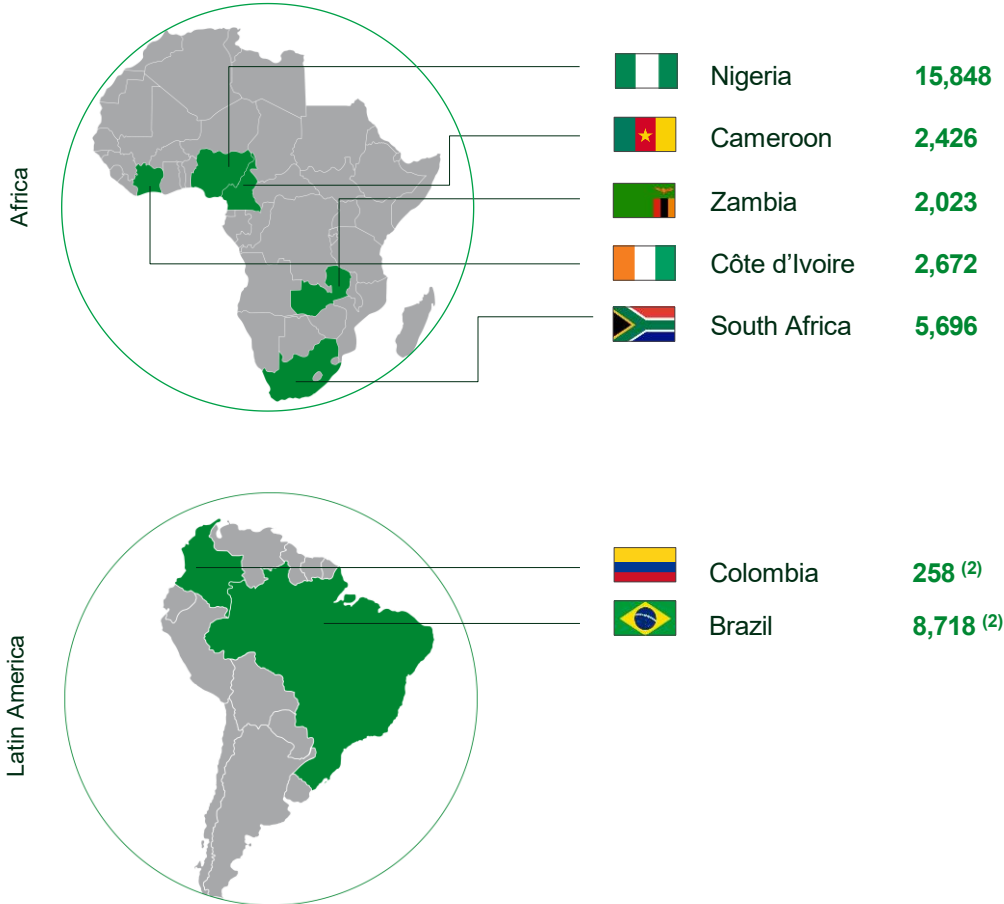 Africa
Nigeria 15,848
Cameroon 2,426
Zambia 2,023
Côte d’Ivoire 2,672
South Africa 5,696
Latin America
Colombia 258 (2)
Brazil 8,718 (2)